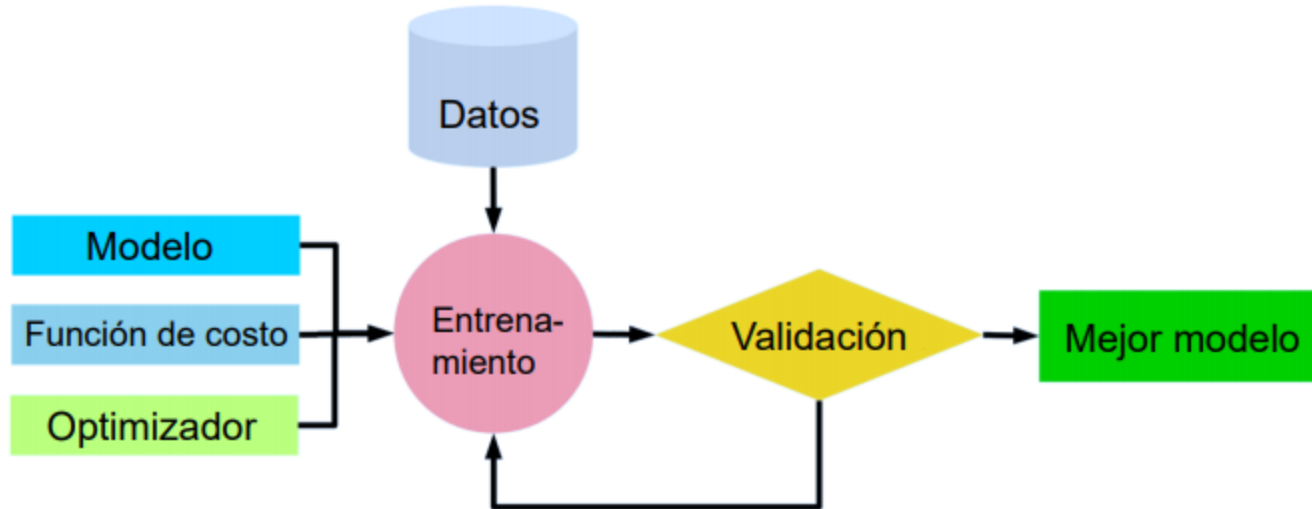 Datos
Modelo
Función de costo
Optimizador
Entrena-
miento
Validación
Mejor modelo